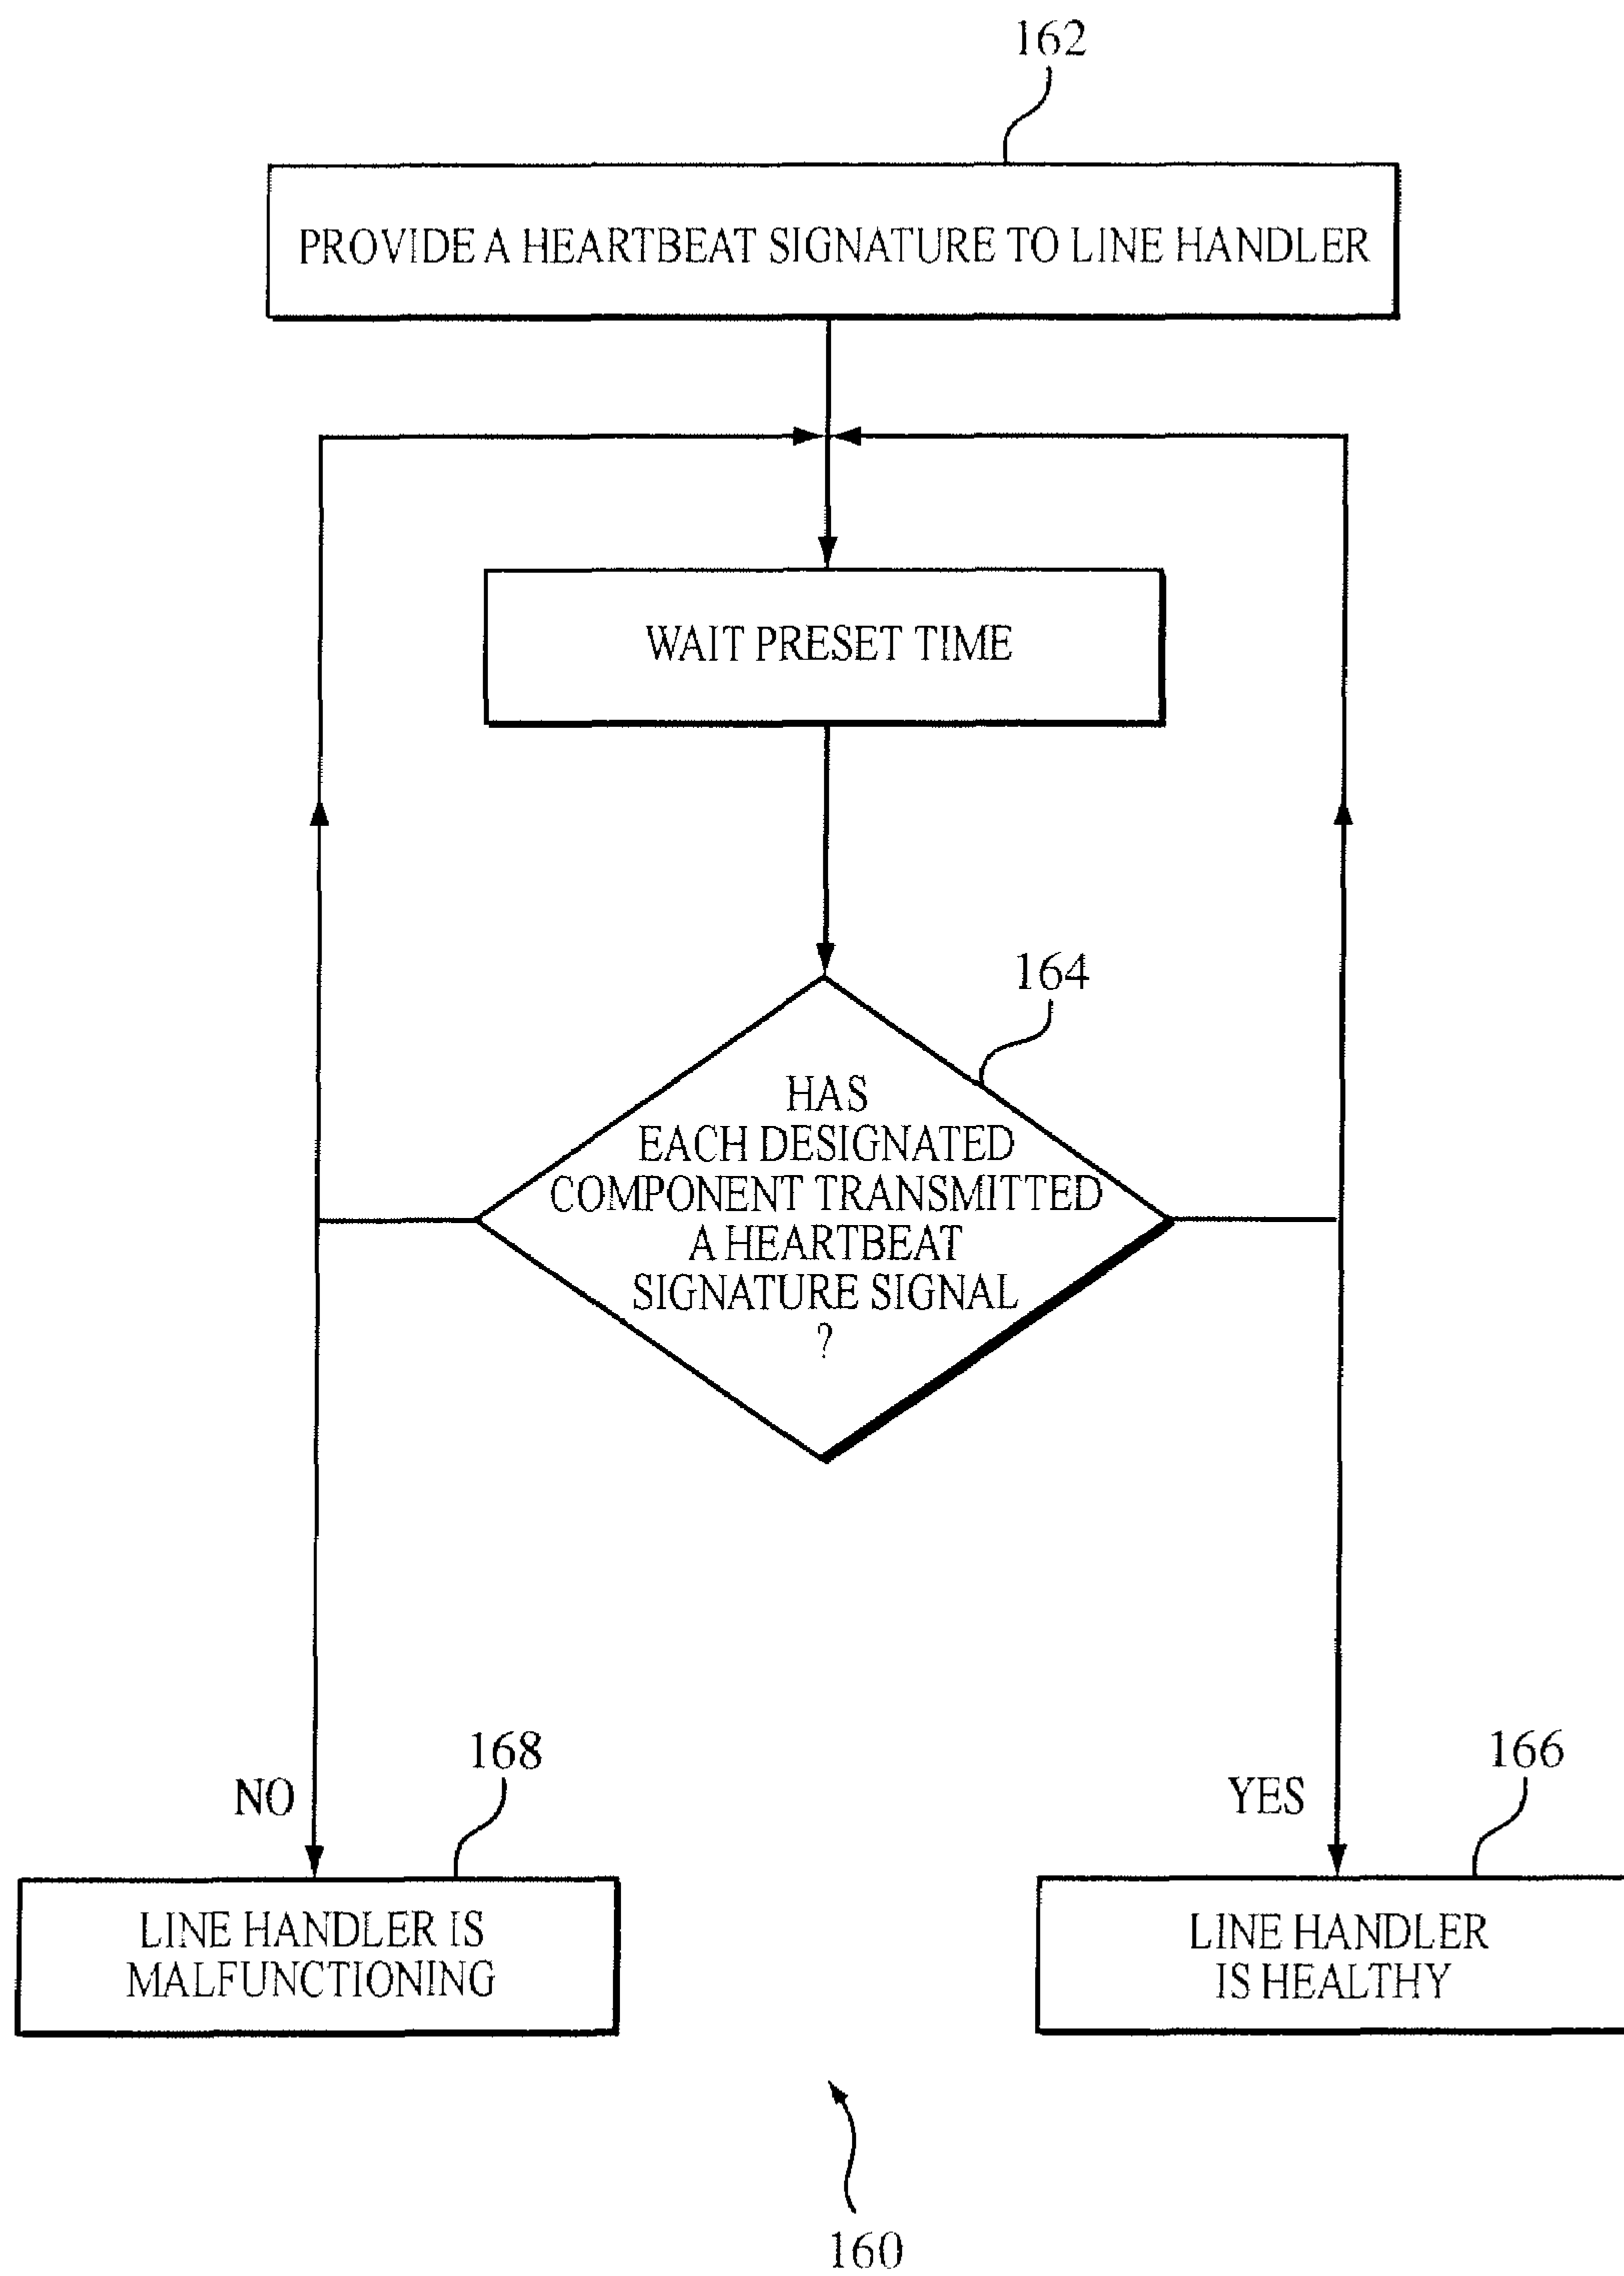 162
PROVIDE A HEARTBEAT SIGNATURE TO LINE HANDLER
WAIT PRESET TIME
164
HAS
EACH DESIGNATED
COMPONENT TRANSMITTED
A HEARTBEAT
SIGNATURE SIGNAL
?
NO
168
YES
166
LINE HANDLER IS
MALFUNCTIONING
LINE HANDLER
IS HEALTHY
160